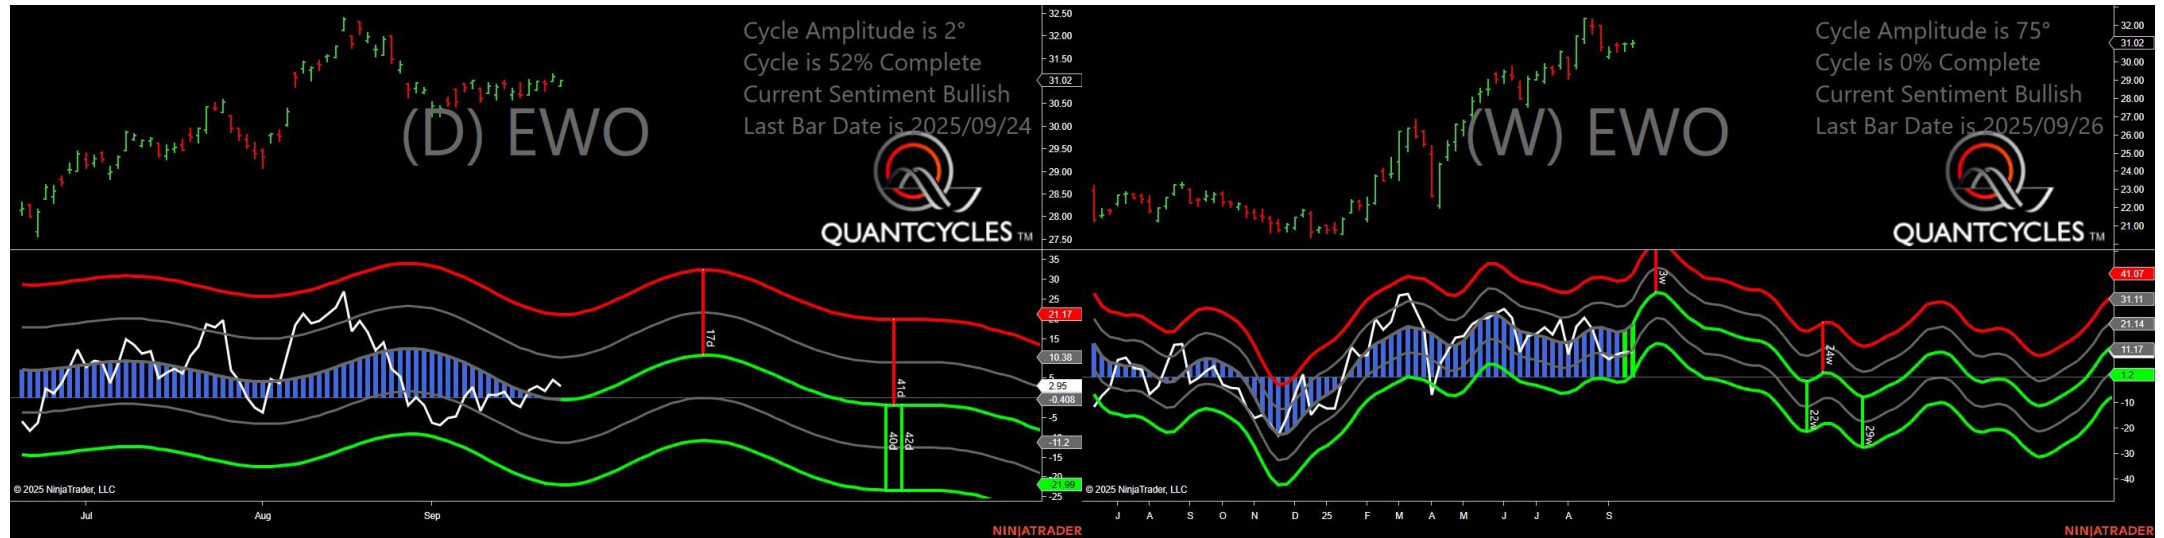 Cycle Amplitude is 2°
Cycle is 52% Complete
Current Sentiment Bullish
Last Bar Date is 2025/09/24
(D) EWO
QUANTCYCLES TM
32.50
32.00
31.50
31.02
30.50
30.00
29.50
29.00
28.50
28.00
27.50
35
30
25
21.17
15
10.38
5
2.95
-0.408
-5
-11.2
-15
-20
-21.99
-25
17d
41d
40d
42d
© 2025 NinjaTrader, LLC
Jul
Aug
Sep
NINJATRADER
Cycle Amplitude is 75°
Cycle is 0% Complete
Current Sentiment Bullish
Last Bar Date is 2025/09/26
(W) EWO
QUANTCYCLES TM
32.00
31.02
30.00
29.00
28.00
27.00
26.00
25.00
24.00
23.00
22.00
21.00
41.07
31.11
21.14
11.17
1.2
-10
-20
-30
-40
3w
24w
22w
29w
© 2025 NinjaTrader, LLC
J
A
S
O
N
D
25
F
M
A
M
J
J
A
S
NINJATRADER